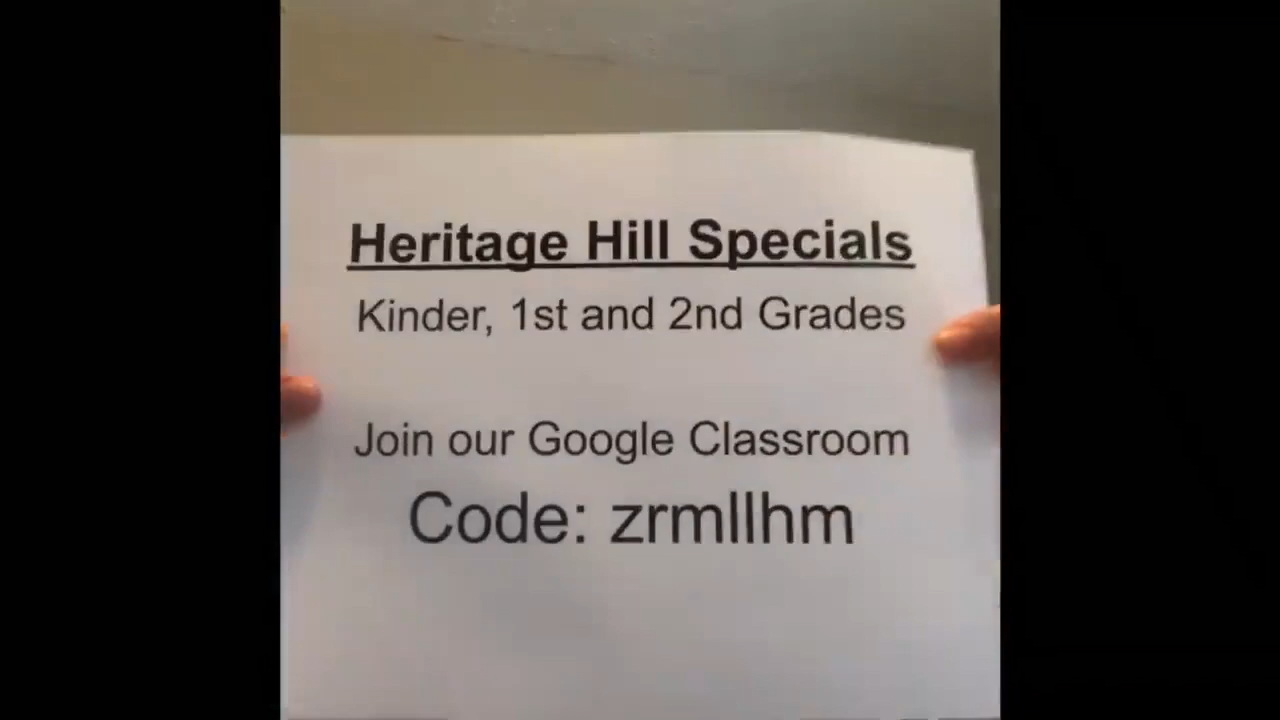 Heritage Hill Specials
Kinder, 1st and 2nd Grades
Join our Google Classroom
Code: zrmllhm